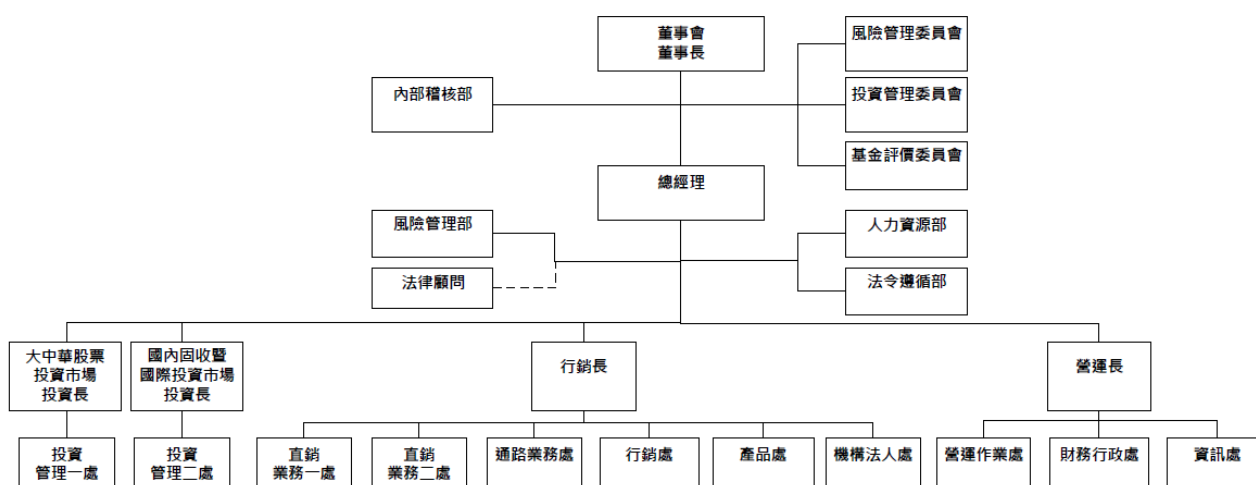 董事會
董事長
風險管理委員會
內部稽核部
投資管理委員會
基金評價委員會
總經理
風險管理部
人力資源部
法律顧問
法令遵循部
大中華股票
投資市場
投資長
國內固收暨
國際投資市場
投資長
行銷長
營運長
投資
管理一處
投資
管理二處
直銷
業務一處
直銷
業務二處
通路業務處
行銷處
產品處
機構法人處
營運作業處
財務行政處
資訊處